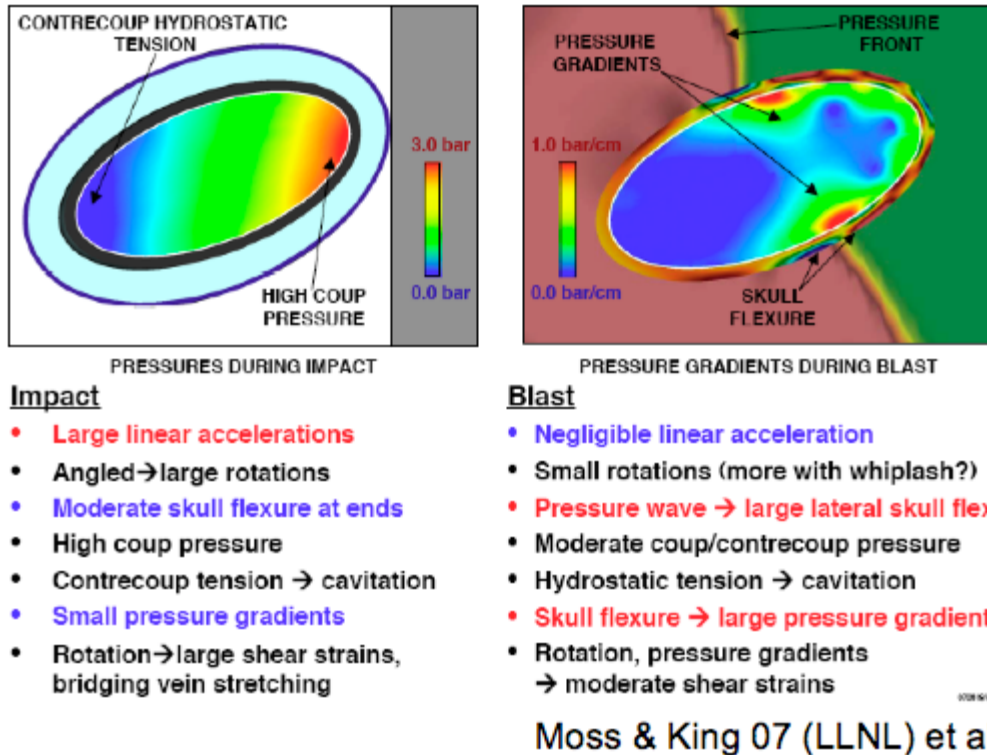 CONTRECOUP HYDROSTATIC
TENSION
3.0 bar
0.0 bar
HIGH COUP
PRESSURE
PRESSURES DURING IMPACT
PRESSURE
GRADIENTS
PRESSURE
FRONT
1.0 bar/cm
0.0 bar/cm
SKULL
FLEXURE
PRESSURE GRADIENTS DURING BLAST
Impact
• Large linear accelerations
• Angled→large rotations
• Moderate skull flexure at ends
• High coup pressure
• Contrecoup tension → cavitation
• Small pressure gradients
• Rotation→large shear strains,
bridging vein stretching
Blast
• Negligible linear acceleration
• Small rotations (more with whiplash?)
• Pressure wave → large lateral skull flex
• Moderate coup/contrecoup pressure
• Hydrostatic tension → cavitation
• Skull flexure → large pressure gradient
• Rotation, pressure gradients
→ moderate shear strains
Moss & King 07 (LLNL) et a